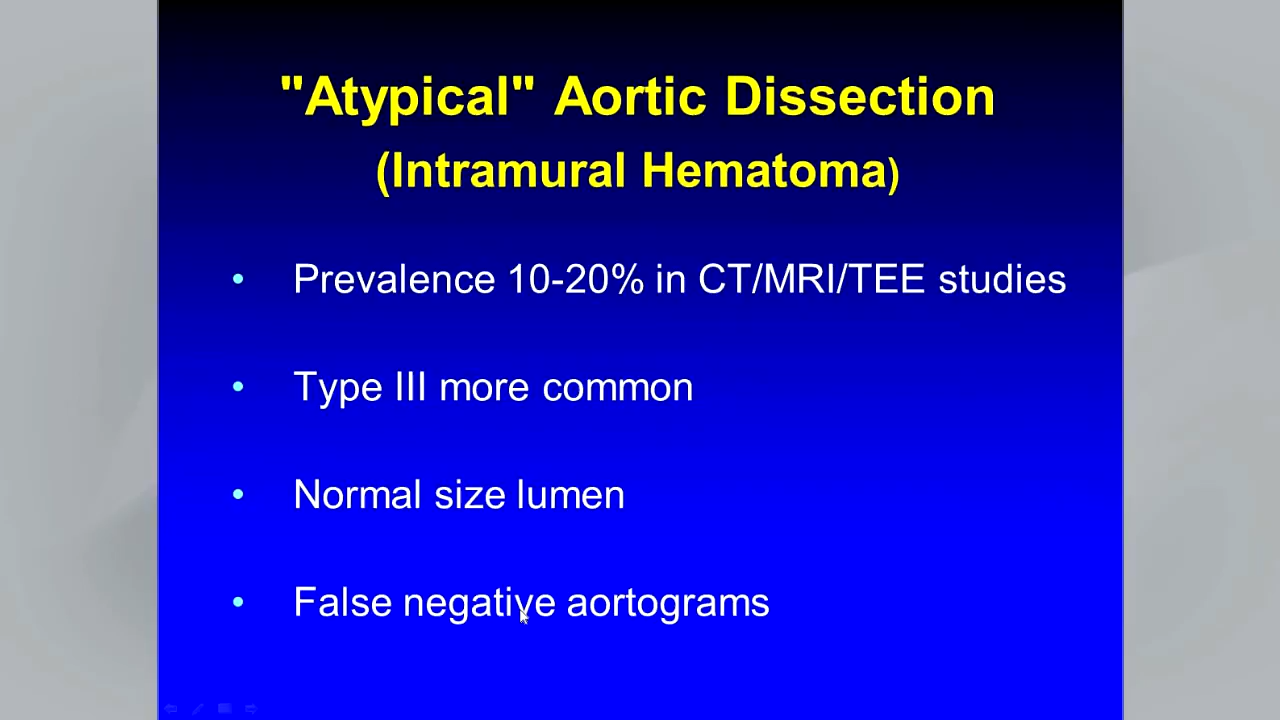 "Atypical" Aortic Dissection
(Intramural Hematoma)
• Prevalence 10-20% in CT/MRI/TEE studies
• Type III more common
• Normal size lumen
• False negative aortograms